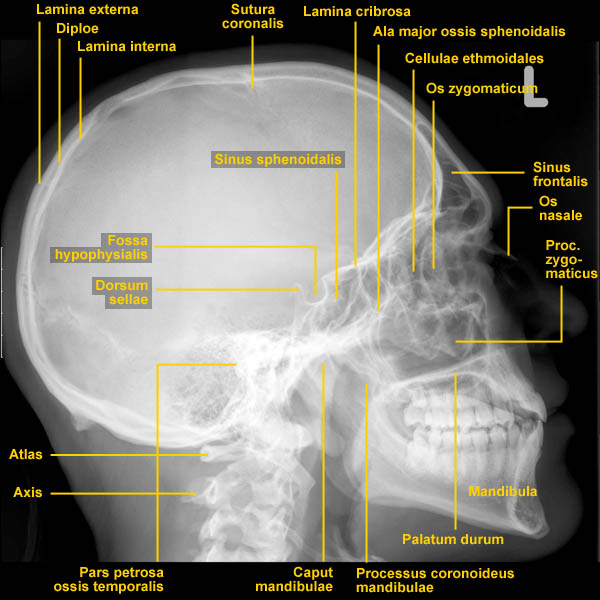 Lamina externa
Diploe
Lamina interna
Sutura
coronalis
Lamina cribrosa
Ala major ossis sphenoidalis
Cellulae ethmoidales
Os zygomaticum
L
Sinus sphenoidalis
Sinus
frontalis
Os
nasale
Fossa
hypophysialis
Proc.
zygo-
maticus
Dorsum
sellae
Atlas
Axis
Mandibula
Palatum durum
Pars petrosa
ossis temporalis
Caput
mandibulae
Processus coronoideus
mandibulae